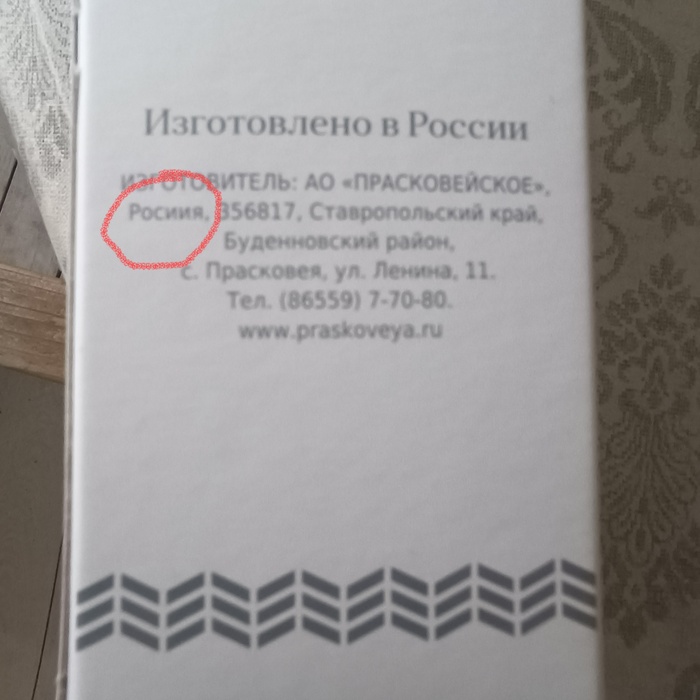 Изготовлено в России
ИЗГОТОВИТЕЛЬ: АО «ПРАСКОВЕЙСКОЕ»,
Росиия, 356817, Ставропольский край,
Буденновский район,
с. Прасковея, ул. Ленина, 11.
Тел. (86559) 7-70-80.
www.praskoveya.ru